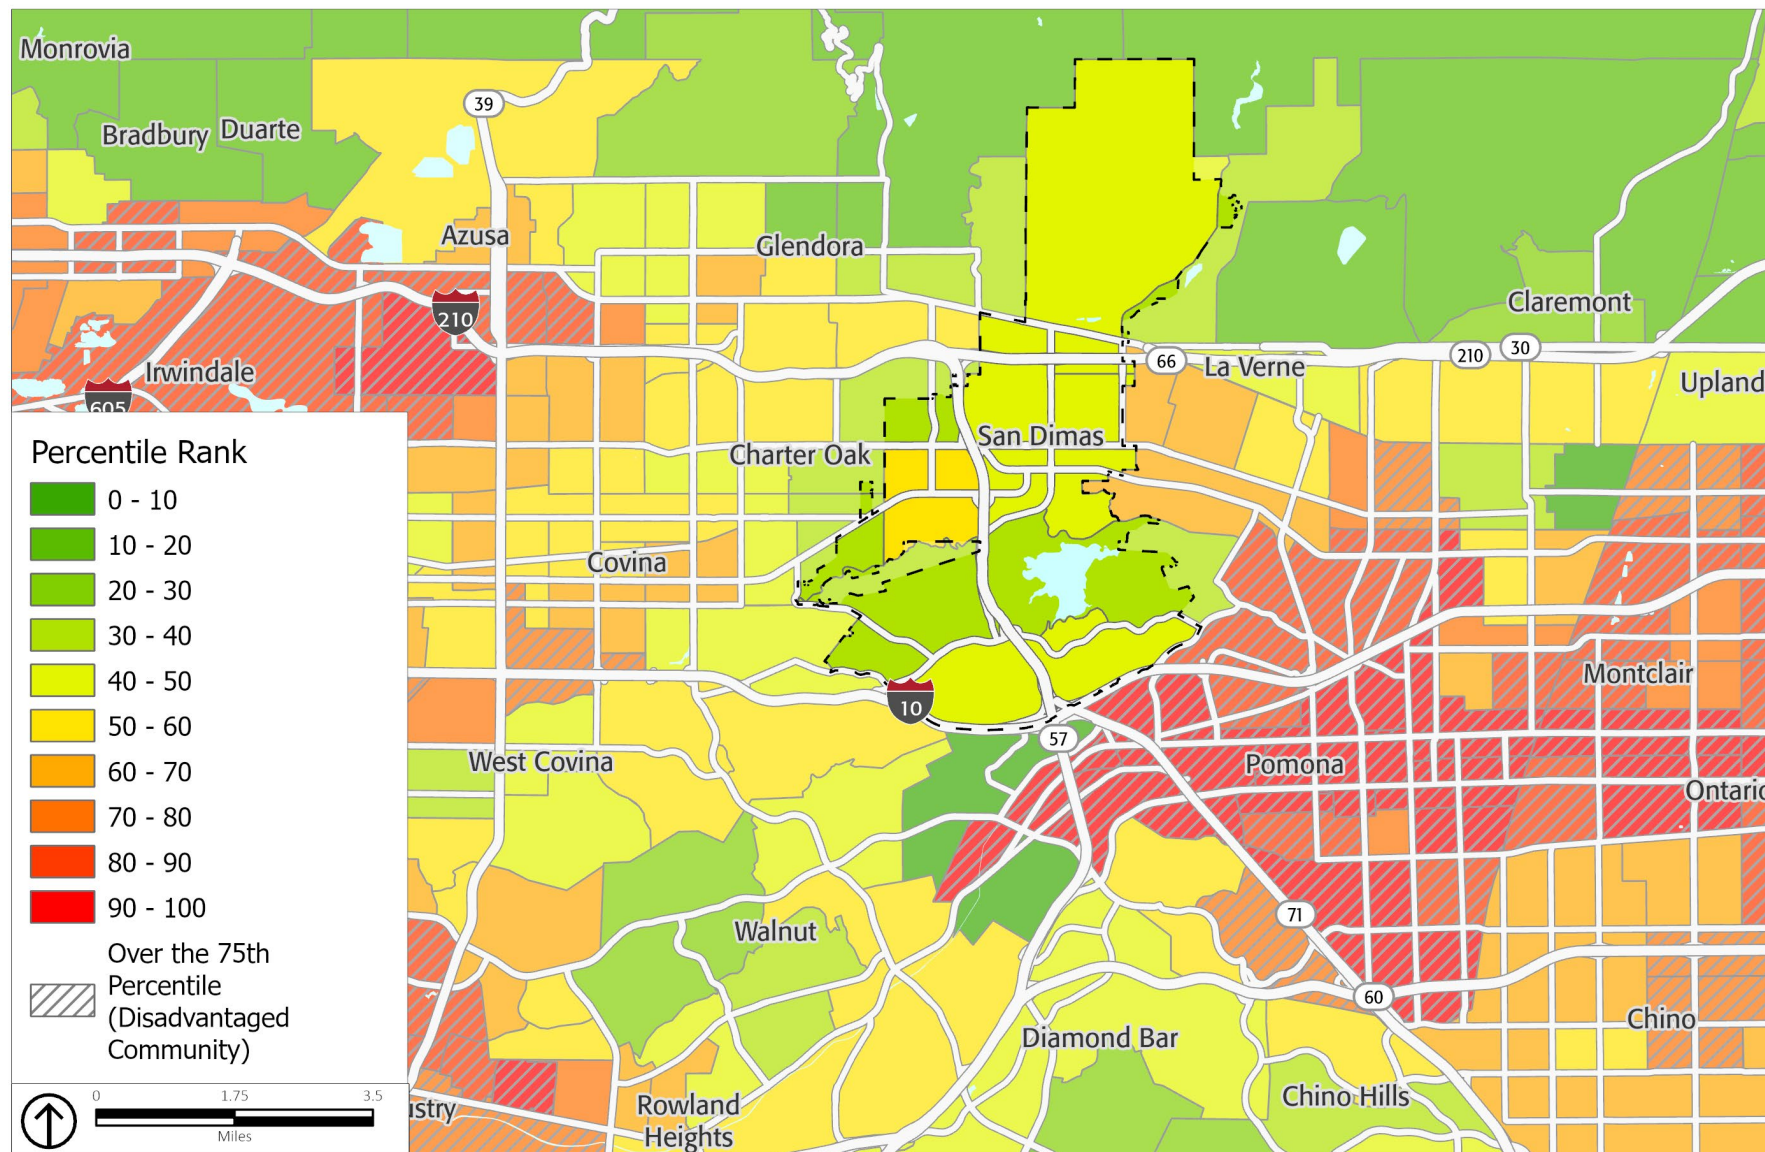 Monrovia
39
Bradbury
Duarte
Azusa
Glendora
Claremont
210
Irwindale
605
66
La Verne
210
30
Upland
Percentile Rank
0 - 10
10 - 20
20 - 30
30 - 40
40 - 50
50 - 60
60 - 70
70 - 80
80 - 90
90 - 100
Over the 75th
Percentile
(Disadvantaged
Community)
Charter Oak
San Dimas
Covina
Montclair
10
57
West Covina
Pomona
Ontario
Walnut
71
60
Diamond Bar
Chino
Chino Hills
Rowland
Heights
ustry
0
1.75
3.5
Miles